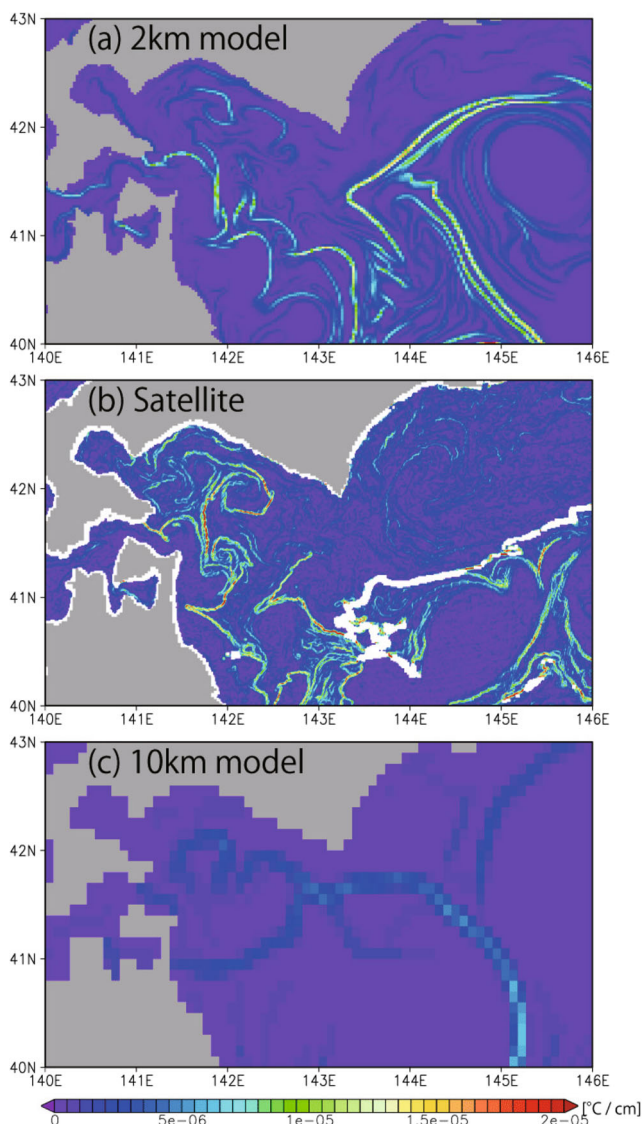 (a) 2km model
43N
42N
41N
40N
140E 141E 142E 143E 144E 145E 146E
(b) Satellite
43N
42N
41N
40N
140E 141E 142E 143E 144E 145E 146E
(c) 10km model
43N
42N
41N
40N
140E 141E 142E 143E 144E 145E 146E
0 5e-06 1e-05 1.5e-05 2e-05 [°C / cm]